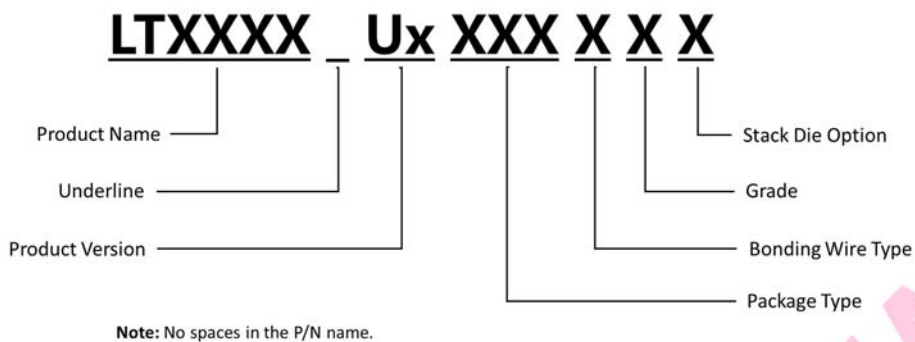 LTXXXX _ Ux XXX X X X
Product Name
Stack Die Option
Underline
Grade
Product Version
Bonding Wire Type
Package Type
Note: No spaces in the P/N name.